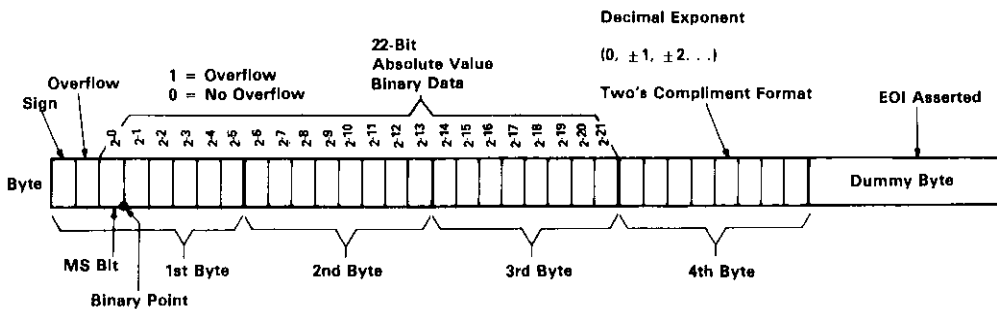 Decimal Exponent
22-Bit
Absolute Value
Binary Data
(0, ±1, ±2. . .)
1 = Overflow
0 = No Overflow
Overflow
Sign
Two's Compliment Format
EOI Asserted
2-0 2-1 2-2 2-3 2-4 2-5 2-6 2-7 2-8 2-9 2-10 2-11 2-12 2-13 2-14 2-15 2-16 2-17 2-18 2-19 2-20 2-21
Byte
Dummy Byte
MS Bit
1st Byte
2nd Byte
3rd Byte
4th Byte
Binary Point